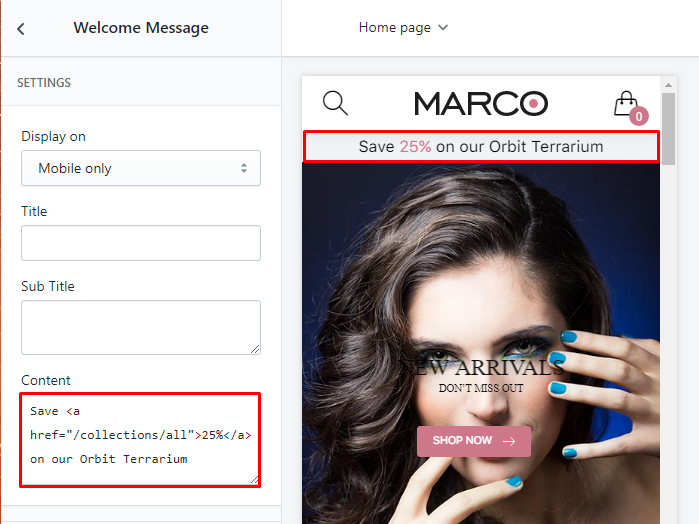 Welcome Message
Home page
SETTINGS
Display on
Mobile only
Title
Sub Title
Content
Save <a
href="/collections/all">25%</a>
on our Orbit Terrarium
MARCO
0
Save 25% on our Orbit Terrarium
NEW ARRIVALS
DON'T MISS OUT
SHOP NOW